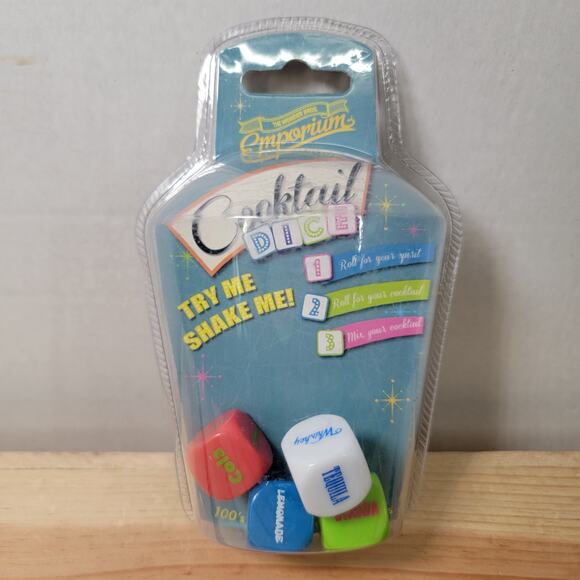 THE WONDER BROS.
Emporium
Cocktail
DICE
1 Roll for your spirit
2 Roll for your cocktail
3 Mix your cocktail
TRY ME
SHAKE ME!
Whiskey
TEQUILA
Cola
LEMONADE
100's